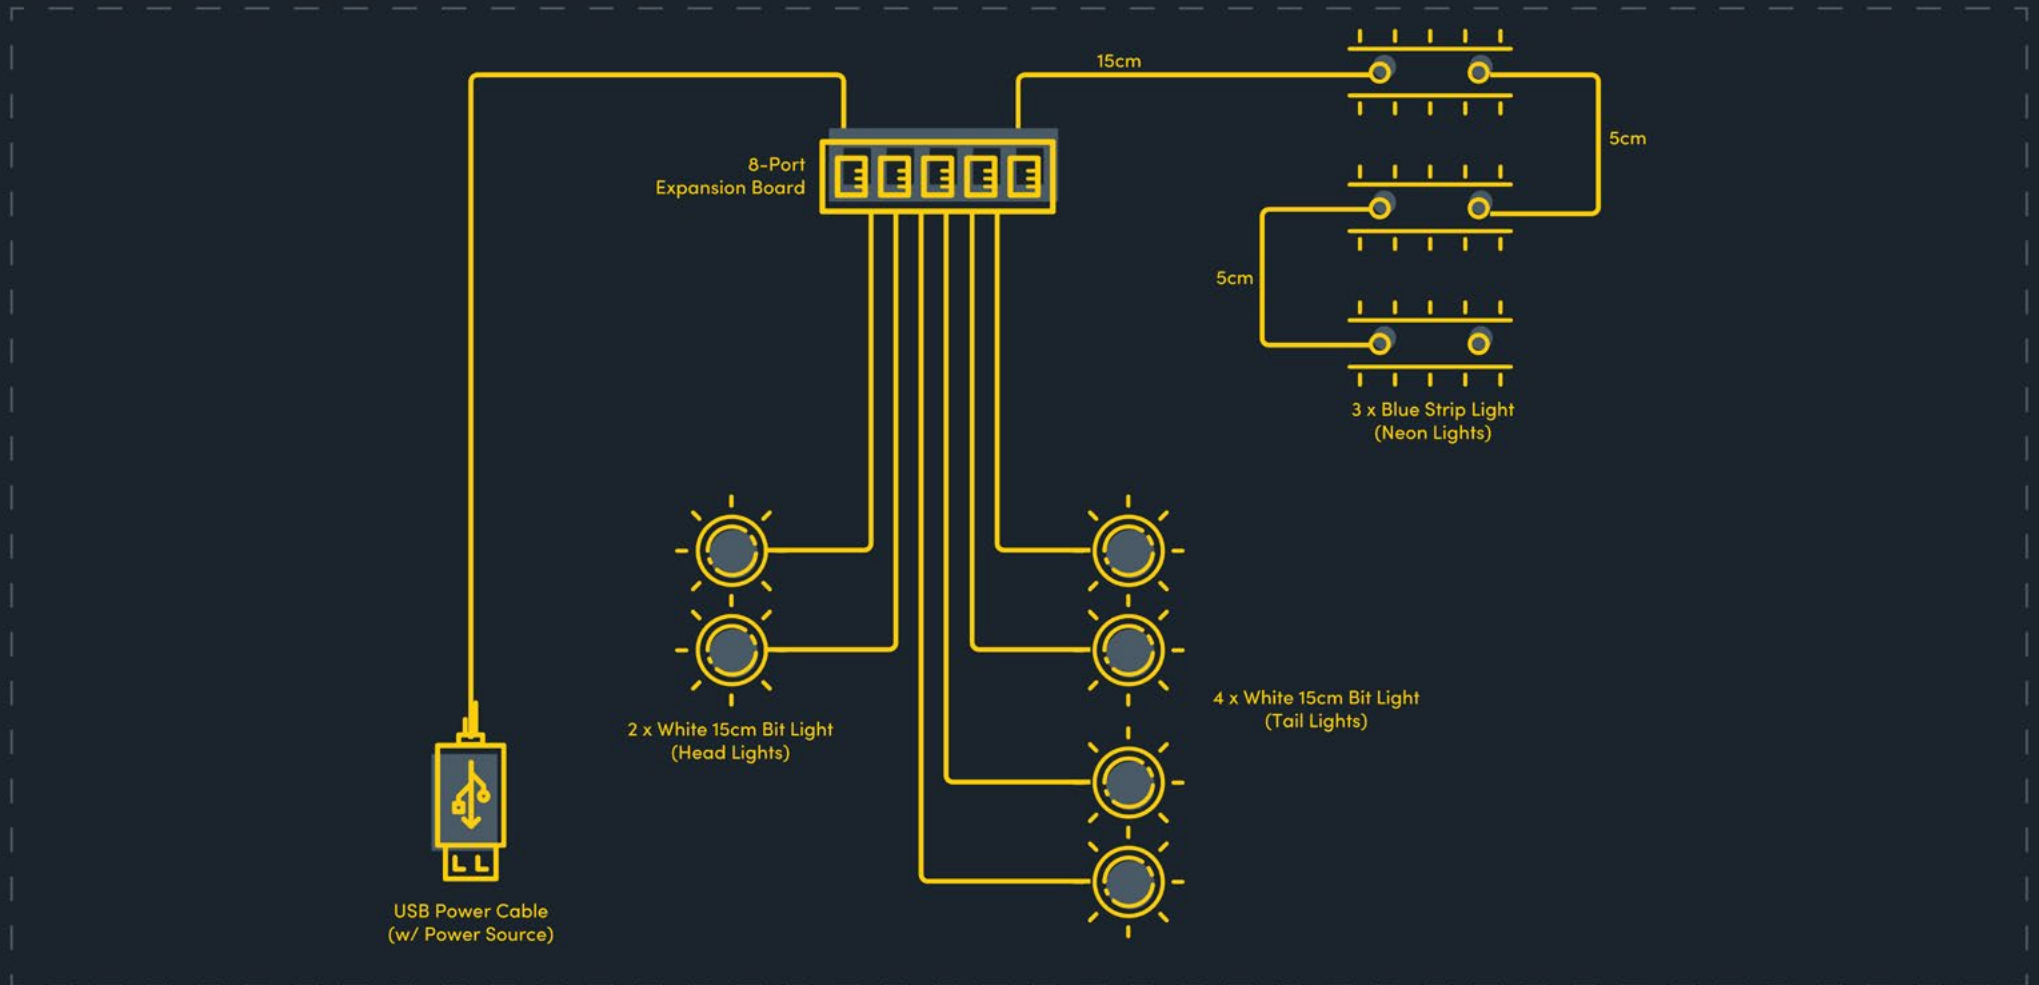 15cm
5cm
8-Port
Expansion Board
5cm
3 x Blue Strip Light
(Neon Lights)
2 x White 15cm Bit Light
(Head Lights)
4 x White 15cm Bit Light
(Tail Lights)
USB Power Cable
(w/ Power Source)